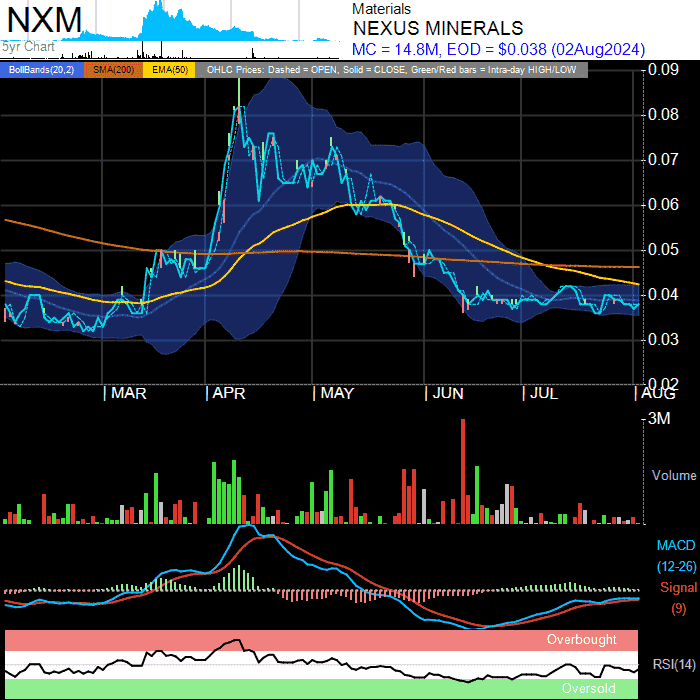 NXM
5yr Chart
Materials
NEXUS MINERALS
MC = 14.8M, EOD = $0.038 (02Aug2024)
BollBands(20,2) SMA(200) EMA(50) OHLC Prices: Dashed = OPEN, Solid = CLOSE, Green/Red bars = Intra-day HIGH/LOW
0.09
0.08
0.07
0.06
0.05
0.04
0.03
0.02
MAR APR MAY JUN JUL AUG
3M
Volume
MACD
(12-26)
Signal
(9)
Overbought
RSI(14)
Oversold